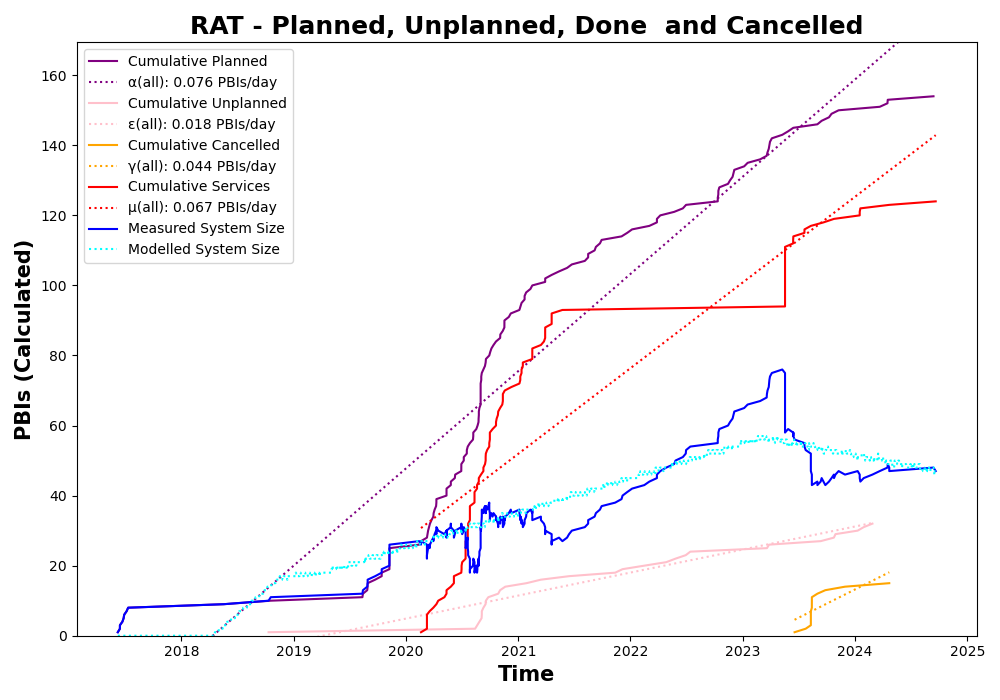 RAT - Planned, Unplanned, Done  and Cancelled
PBIs (Calculated)
160
140
120
100
80
60
40
20
0
Cumulative Planned
α(all): 0.076 PBIs/day
Cumulative Unplanned
ε(all): 0.018 PBIs/day
Cumulative Cancelled
γ(all): 0.044 PBIs/day
Cumulative Services
μ(all): 0.067 PBIs/day
Measured System Size
Modelled System Size
2018 2019 2020 2021 2022 2023 2024 2025
Time